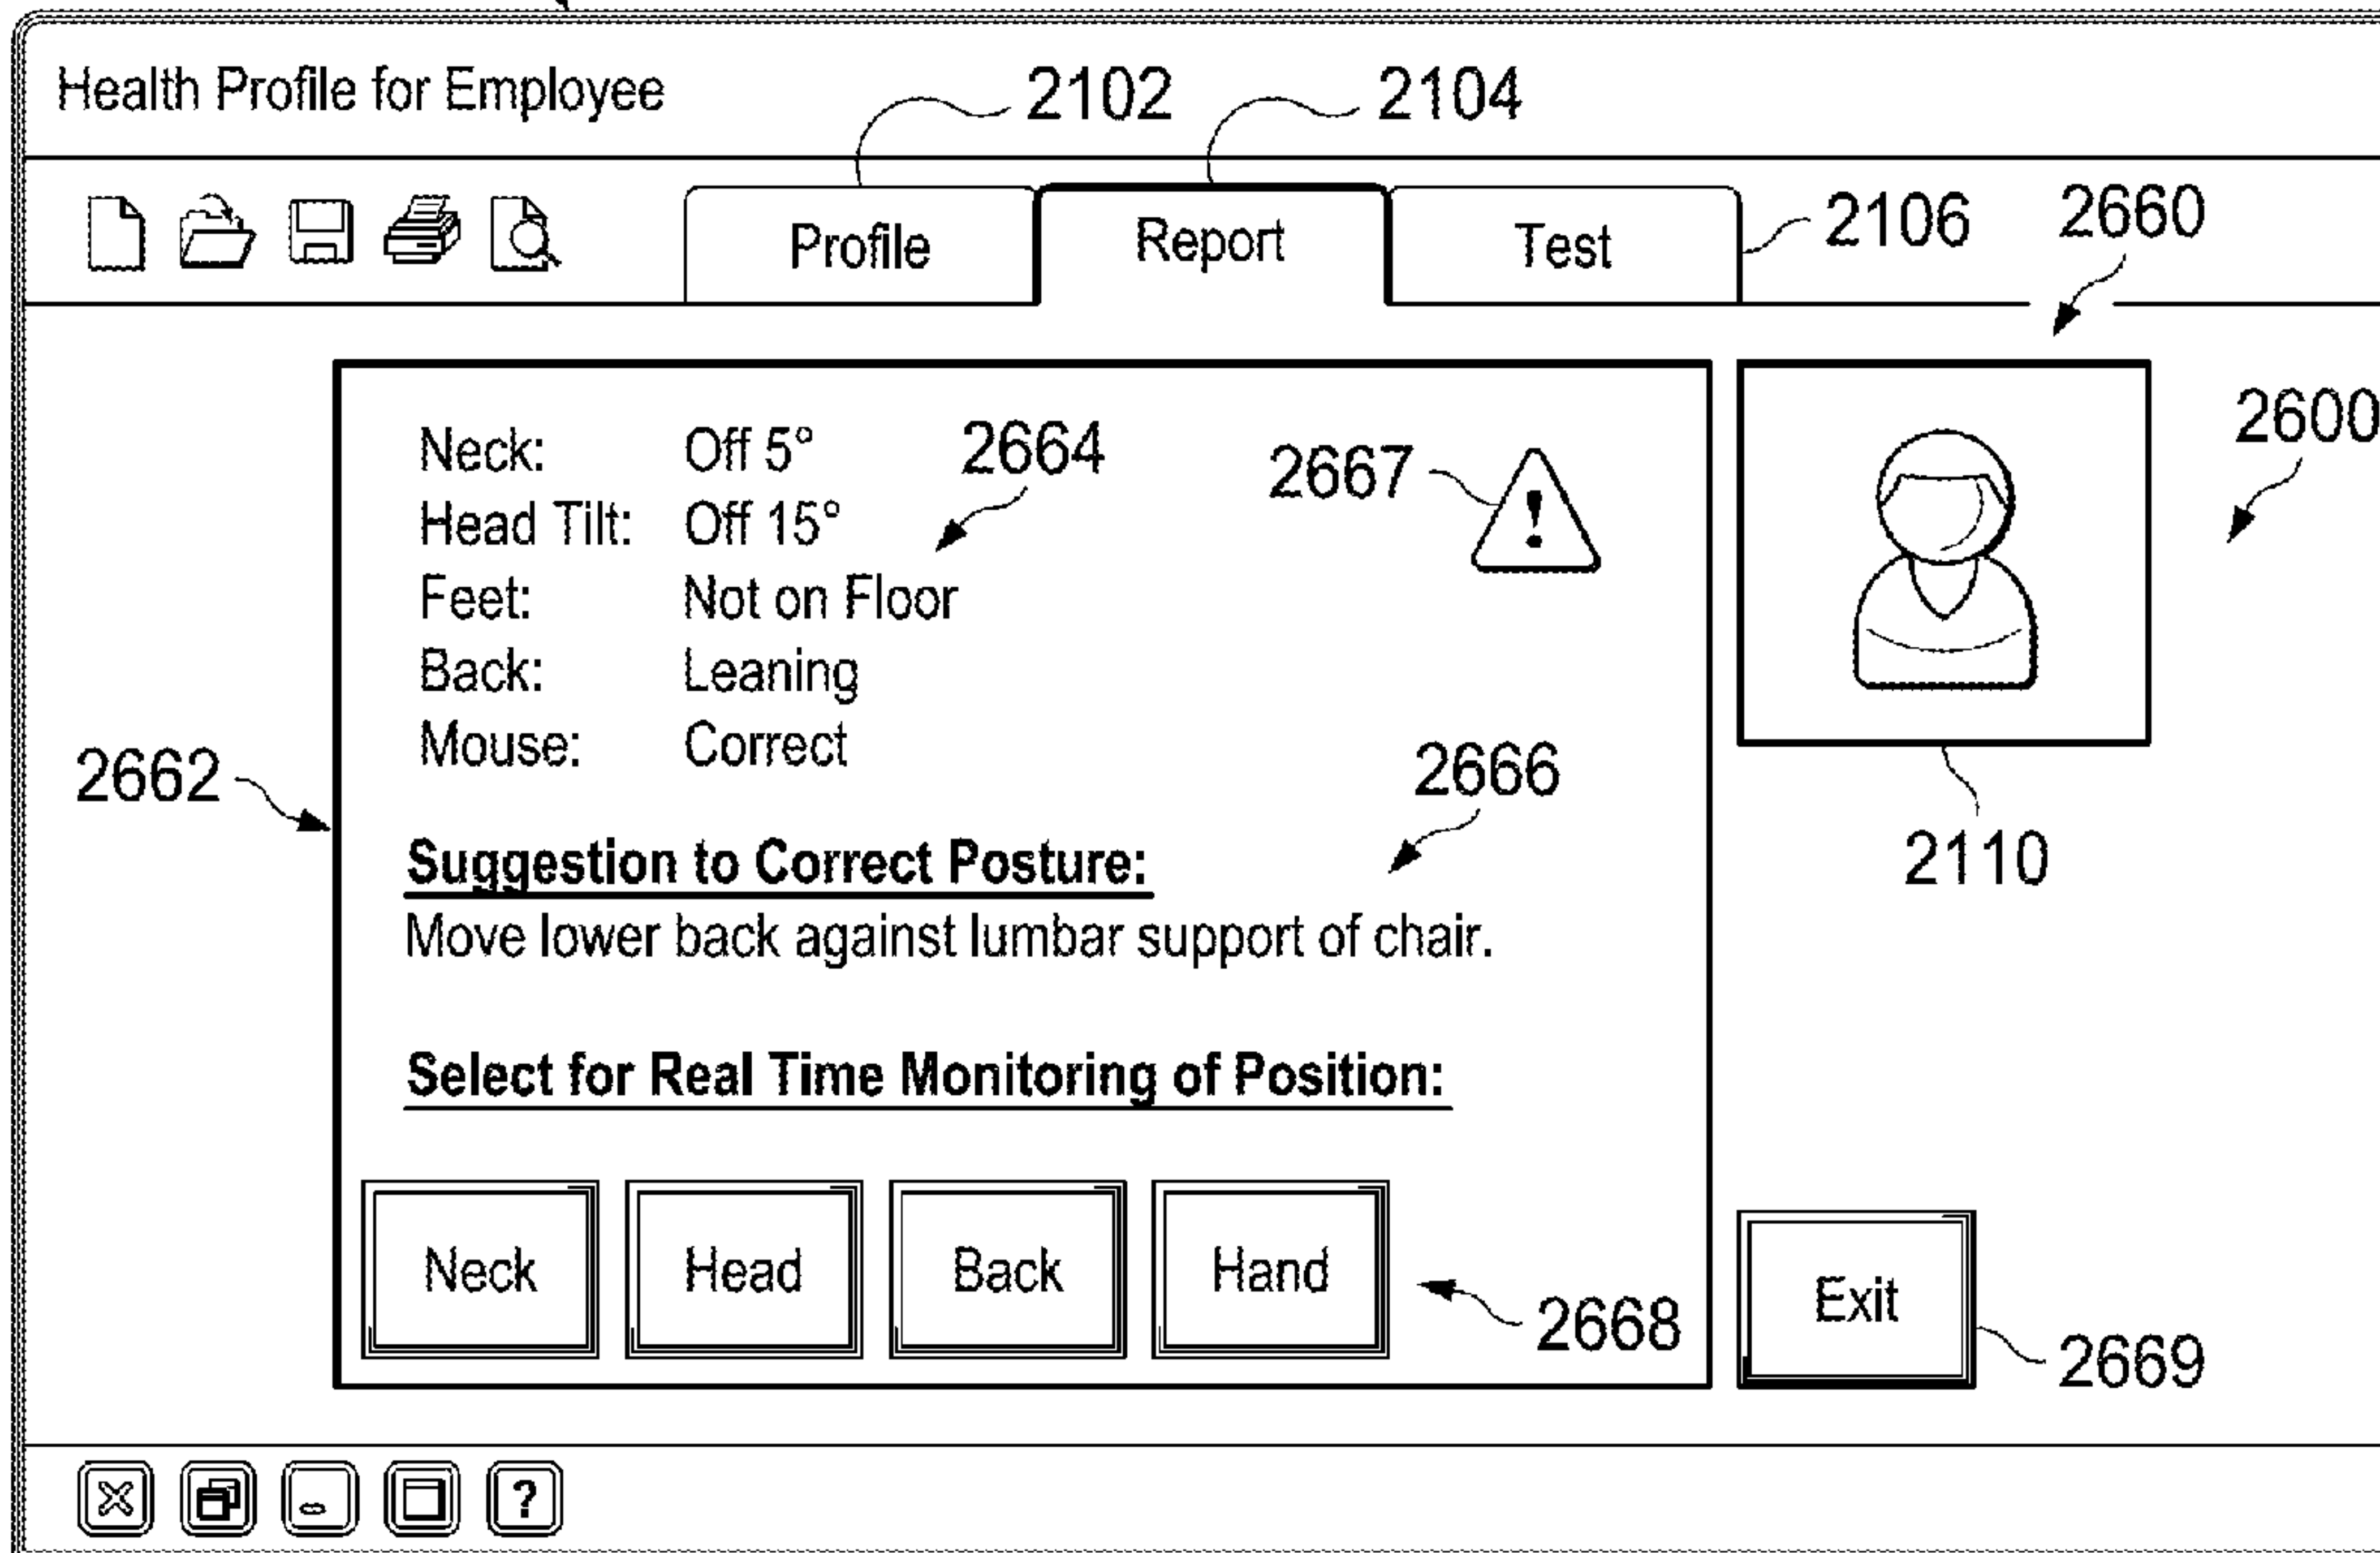 Health Profile for Employee
2102
2104
Profile
Report
Test
2106
2660
2600
Neck: Off 5°
2664
2667
!
Head Tilt: Off 15°
Feet: Not on Floor
Back: Leaning
Mouse: Correct
2662
2666
2110
Suggestion to Correct Posture:
Move lower back against lumbar support of chair.
Select for Real Time Monitoring of Position:
Neck
Head
Back
Hand
2668
Exit
2669
?